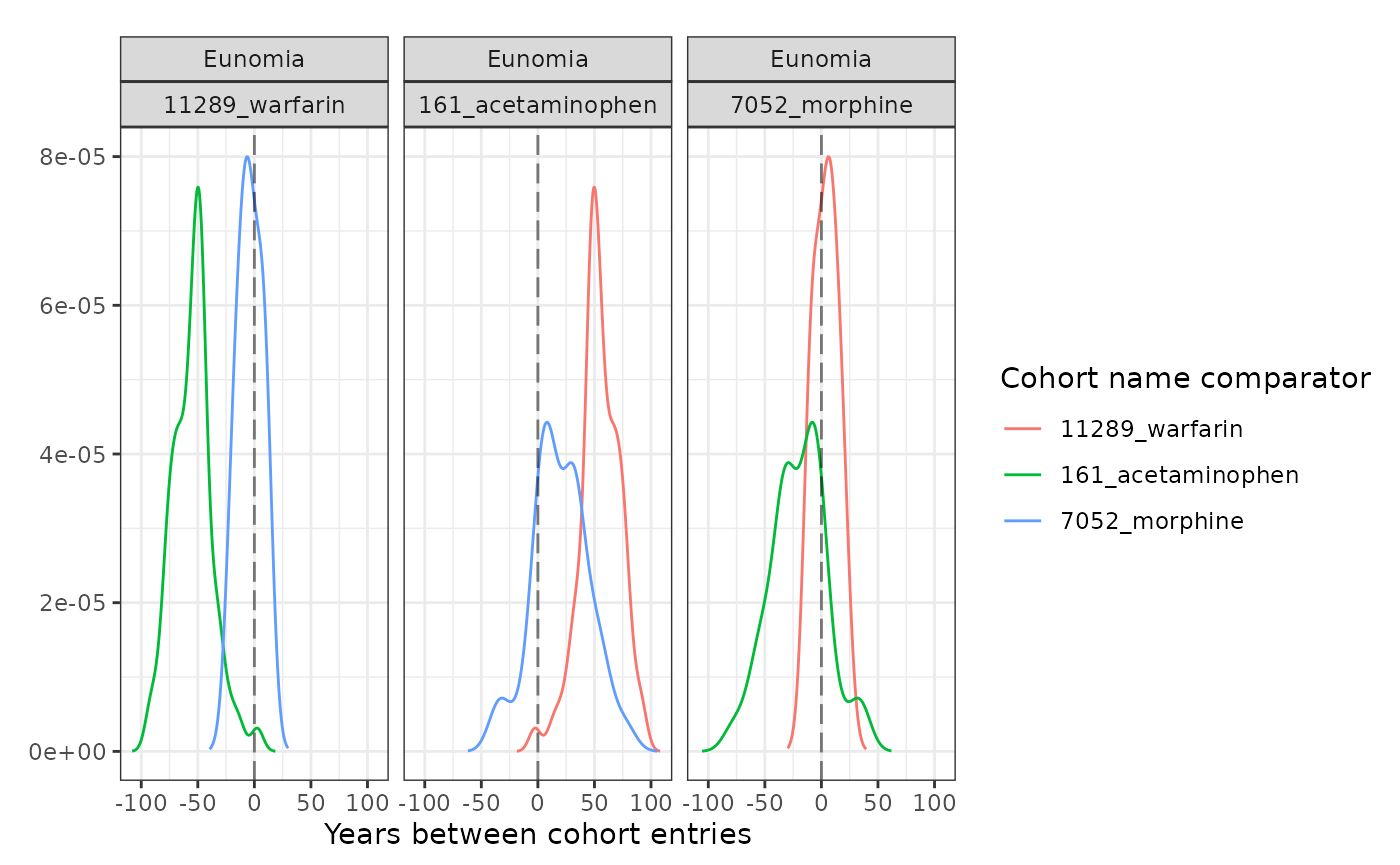 Eunomia Eunomia Eunomia
11289_warfarin 161_acetaminophen 7052_morphine
8e-05
6e-05
4e-05
2e-05
0e+00
-100 -50 0 50 100 -100 -50 0 50 100 -100 -50 0 50 100
Years between cohort entries
Cohort name comparator
11289_warfarin
161_acetaminophen
7052_morphine